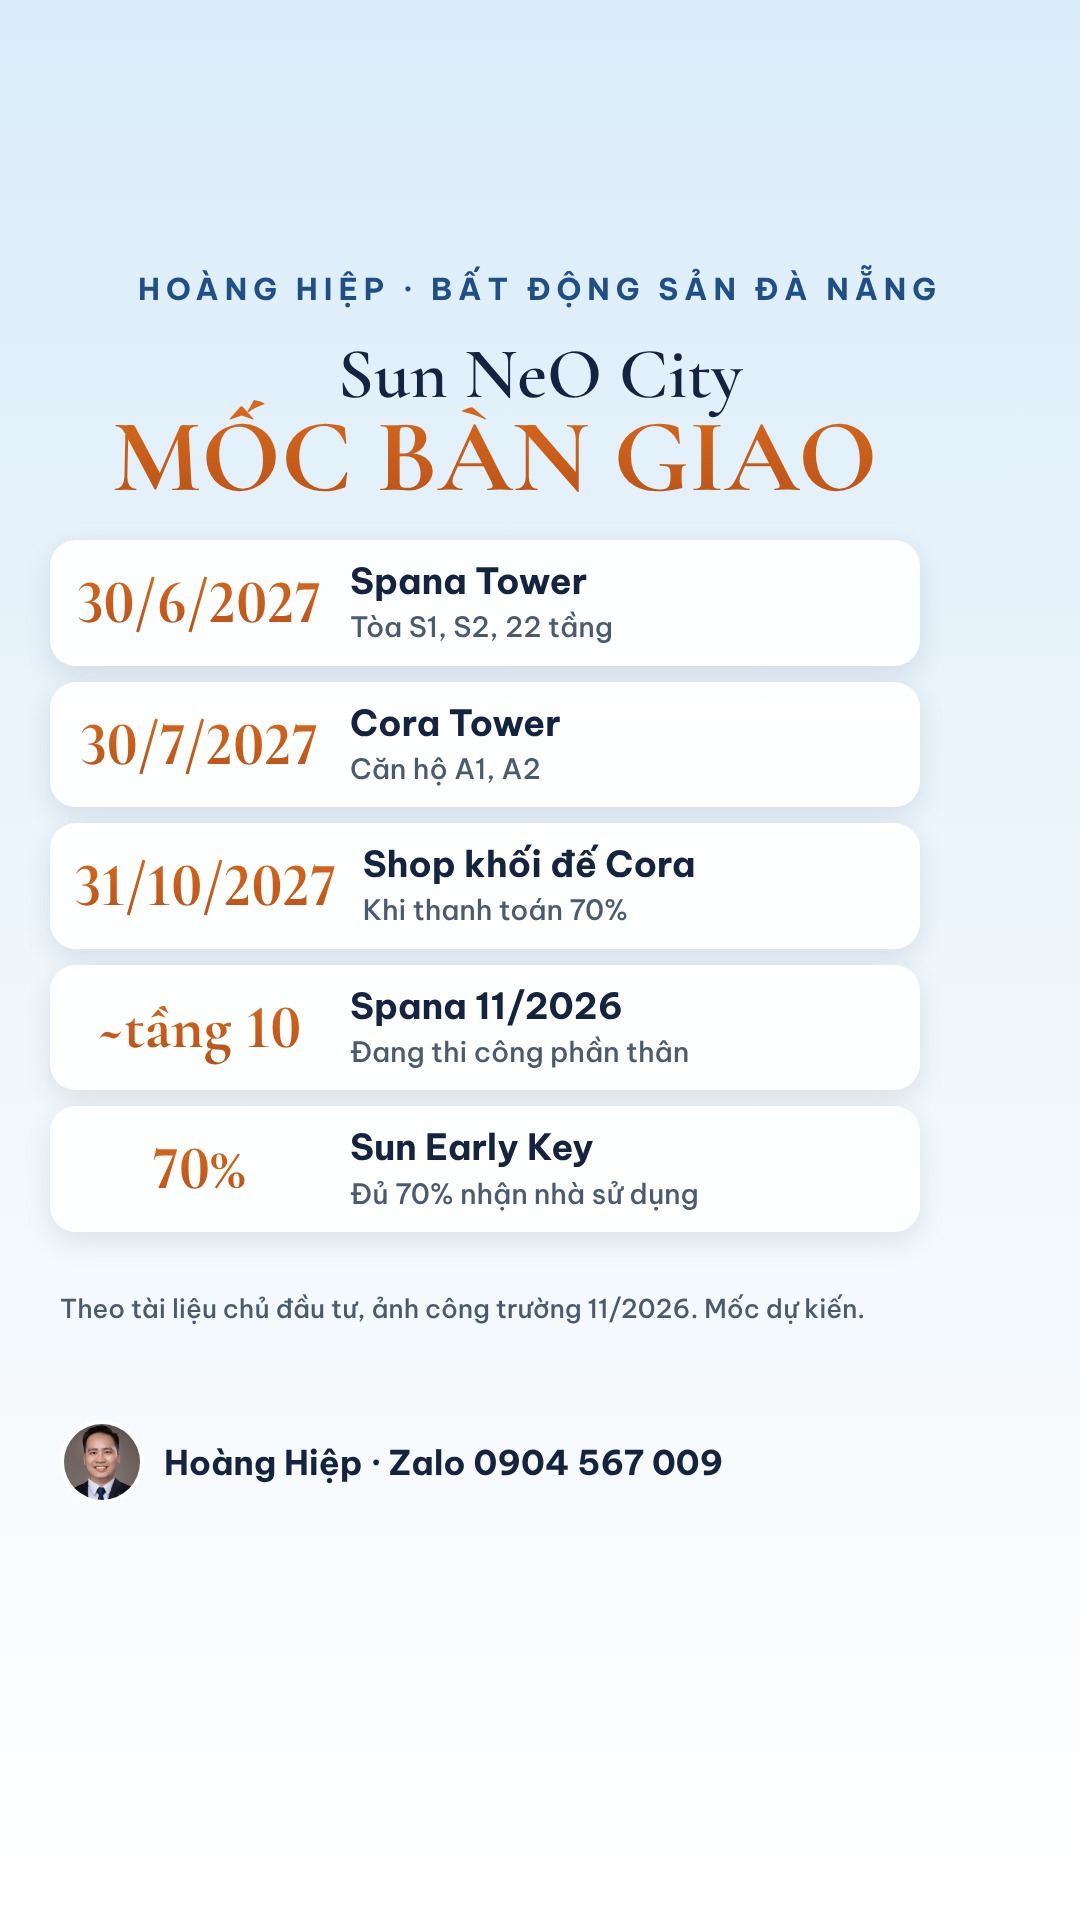 HOÀNG HIỆP · BẤT ĐỘNG SẢN ĐÀ NẴNG
Sun NeO City
MỐC BÀN GIAO
30/6/2027
Spana Tower
Tòa S1, S2, 22 tầng
30/7/2027
Cora Tower
Căn hộ A1, A2
31/10/2027
Shop khối đế Cora
Khi thanh toán 70%
~tầng 10
Spana 11/2026
Đang thi công phần thân
70%
Sun Early Key
Đủ 70% nhận nhà sử dụng
Theo tài liệu chủ đầu tư, ảnh công trường 11/2026. Mốc dự kiến.
Hoàng Hiệp · Zalo 0904 567 009